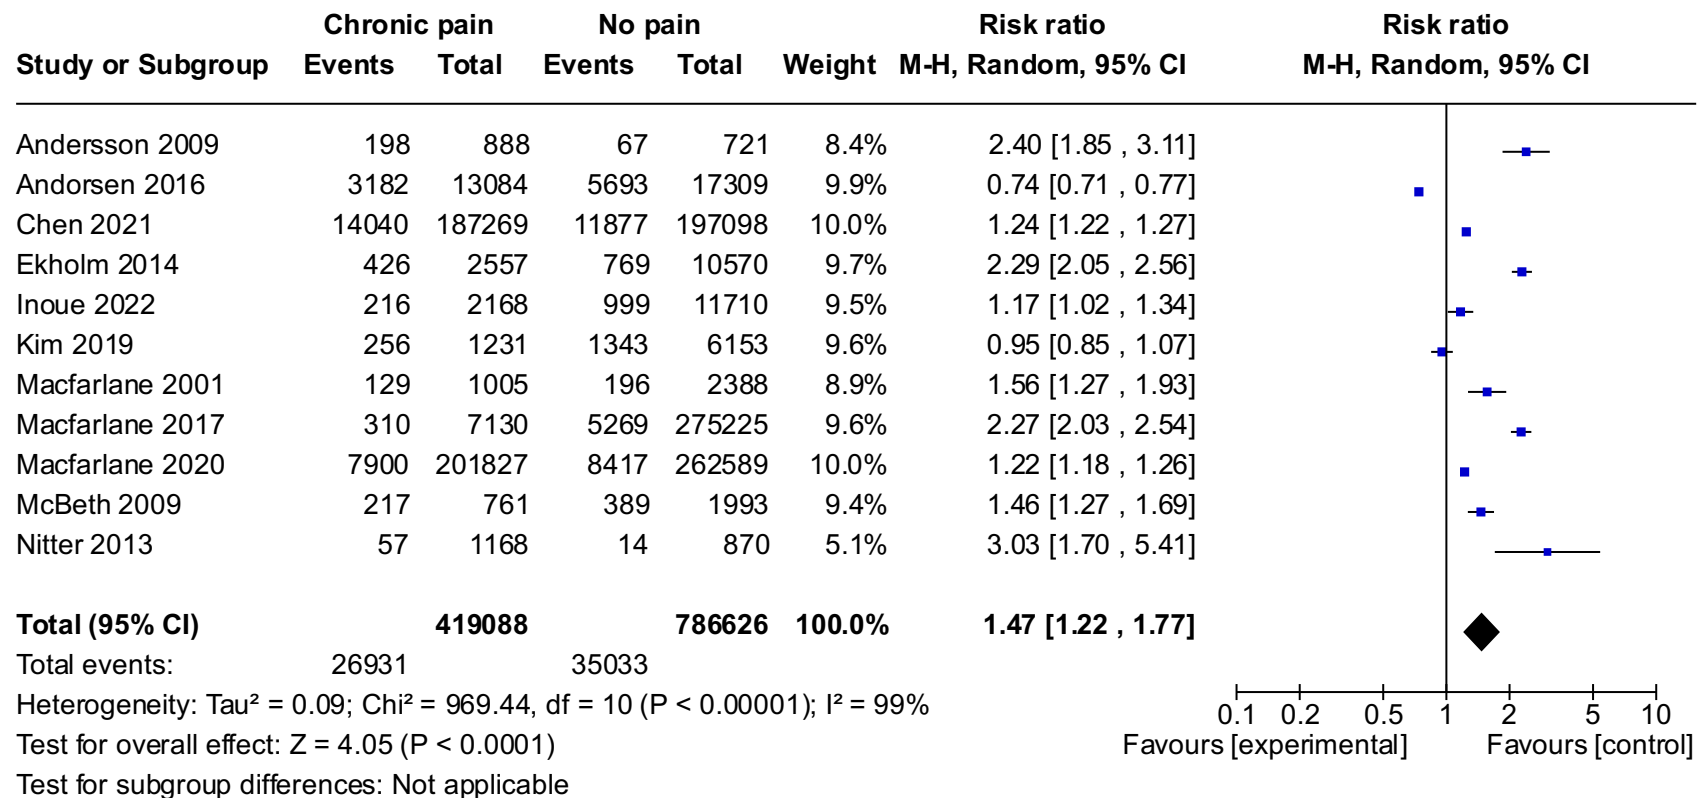 Chronic pain No pain Risk ratio Risk ratio
Study or Subgroup Events Total Events Total Weight M-H, Random, 95% CI M-H, Random, 95% CI
Andersson 2009 198 888 67 721 8.4% 2.40 [1.85 , 3.11]
Andorsen 2016 3182 13084 5693 17309 9.9% 0.74 [0.71 , 0.77]
Chen 2021 14040 187269 11877 197098 10.0% 1.24 [1.22 , 1.27]
Ekholm 2014 426 2557 769 10570 9.7% 2.29 [2.05 , 2.56]
Inoue 2022 216 2168 999 11710 9.5% 1.17 [1.02 , 1.34]
Kim 2019 256 1231 1343 6153 9.6% 0.95 [0.85 , 1.07]
Macfarlane 2001 129 1005 196 2388 8.9% 1.56 [1.27 , 1.93]
Macfarlane 2017 310 7130 5269 275225 9.6% 2.27 [2.03 , 2.54]
Macfarlane 2020 7900 201827 8417 262589 10.0% 1.22 [1.18 , 1.26]
McBeth 2009 217 761 389 1993 9.4% 1.46 [1.27 , 1.69]
Nitter 2013 57 1168 14 870 5.1% 3.03 [1.70 , 5.41]
Total (95% CI) 419088 786626 100.0% 1.47 [1.22 , 1.77]
Total events: 26931 35033
Heterogeneity: Tau² = 0.09; Chi² = 969.44, df = 10 (P < 0.00001); I² = 99%
0.1 0.2 0.5 1 2 5 10
Test for overall effect: Z = 4.05 (P < 0.0001) Favours [experimental] Favours [control]
Test for subgroup differences: Not applicable